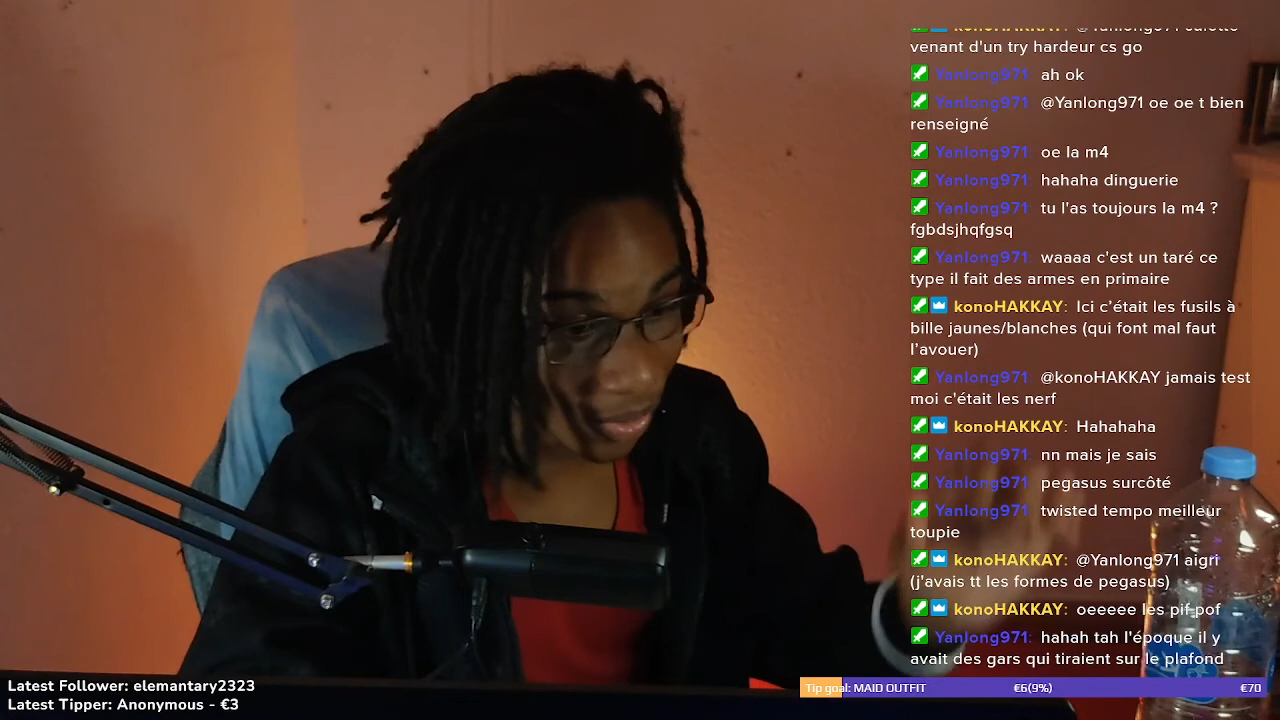 venant d'un try hardeur cs go
Yanlong971: ah ok
Yanlong971: @Yanlong971 oe oe t bien
renseigné
Yanlong971: oe la m4
Yanlong971: hahaha dinguerie
Yanlong971: tu l'as toujours la m4 ?
fgbdsjhqfgsq
Yanlong971: waaaa c'est un taré ce
type il fait des armes en primaire
konoHAKKAY: Ici c'était les fusils à
bille jaunes/blanches (qui font mal faut
l'avouer)
Yanlong971: @konoHAKKAY jamais test
moi c'était les nerf
konoHAKKAY: Hahahaha
Yanlong971: nn mais je sais
Yanlong971: pegasus surcôté
Yanlong971: twisted tempo meilleur
toupie
konoHAKKAY: @Yanlong971 aigri
(j'avais tt les formes de pegasus)
konoHAKKAY: oeeeee les pif pof
Yanlong971: hahah tah l'époque il y
avait des gars qui tiraient sur le plafond
Latest Follower: elemantary2323
Latest Tipper: Anonymous - €3
Tip goal: MAID OUTFIT €6(9%) €70